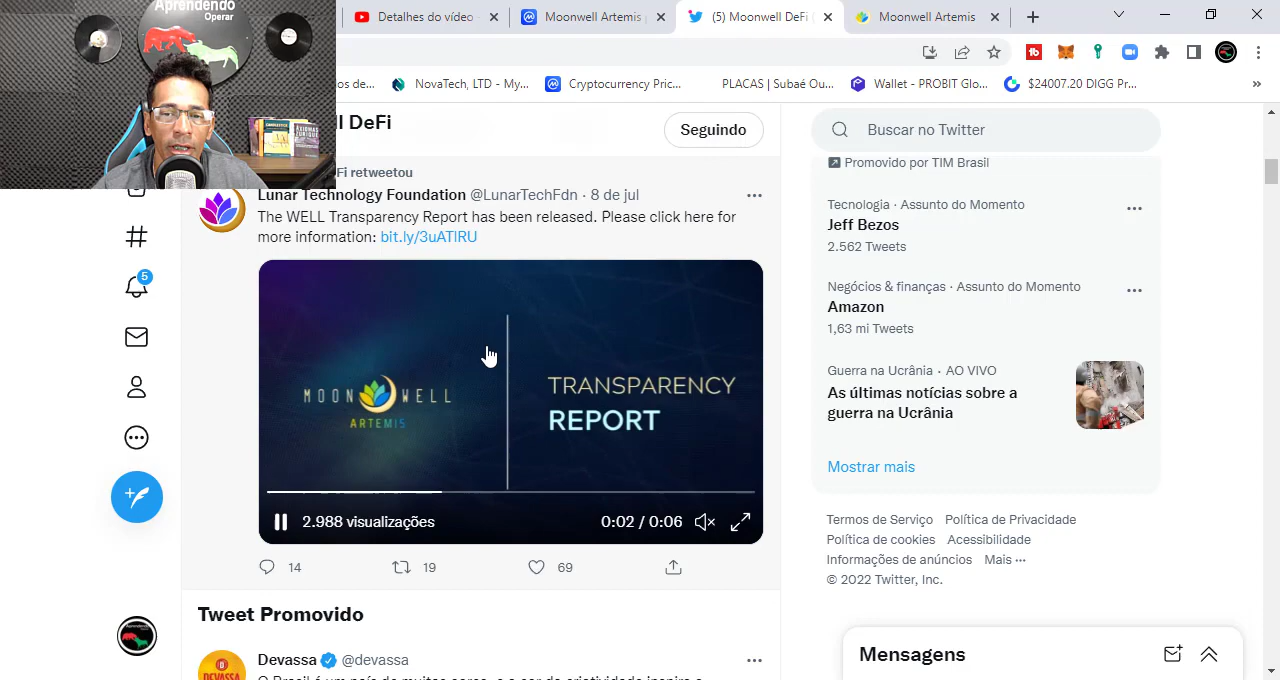 Aprendendo
Operar
Detalhes do vídeo
Moonwell Artemis p
(5) Moonwell DeFi (
Moonwell Artemis
os de...
NovaTech, LTD - My...
Cryptocurrency Pric...
PLACAS | Subaé Ou...
Wallet - PROBIT Glo...
$24007.20 DIGG Pr...
»
ll DeFi
Seguindo
Buscar no Twitter
Fi retweetou
Lunar Technology Foundation @LunarTechFdn · 8 de jul
The WELL Transparency Report has been released. Please click here for
more information: bit.ly/3uATlRU
MOONWELL
ARTEMIS
TRANSPARENCY
REPORT
2.988 visualizações
0:02 / 0:06
14
19
69
Tweet Promovido
Devassa @devassa
DEVASSA
5
Promovido por TIM Brasil
Tecnologia · Assunto do Momento
Jeff Bezos
2.562 Tweets
Negócios & finanças · Assunto do Momento
Amazon
1,63 mi Tweets
Guerra na Ucrânia · AO VIVO
As últimas notícias sobre a
guerra na Ucrânia
Mostrar mais
Termos de Serviço Política de Privacidade
Política de cookies Acessibilidade
Informações de anúncios Mais ···
© 2022 Twitter, Inc.
Mensagens